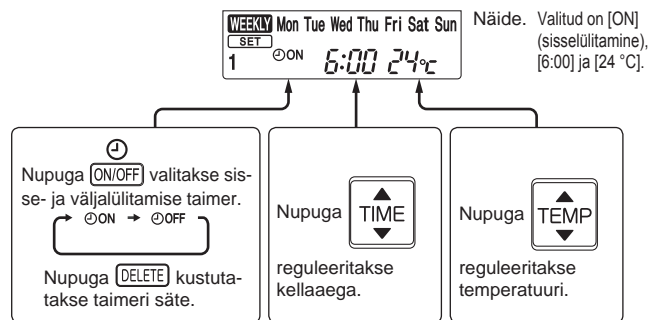 WEEKLY Mon Tue Wed Thu Fri Sat Sun
SET
1 ON 6:00 24°C
Näide. Valitud on [ON]
(sisselülitamine),
[6:00] ja [24 °C].
Nupuga ON/OFF valitakse sis-
se- ja väljalülitamise taimer.
ON → OFF
Nupuga DELETE kustuta-
takse taimeri säte.
Nupuga TIME
reguleeritakse
kellaaega.
Nupuga TEMP
reguleeritakse
temperatuuri.